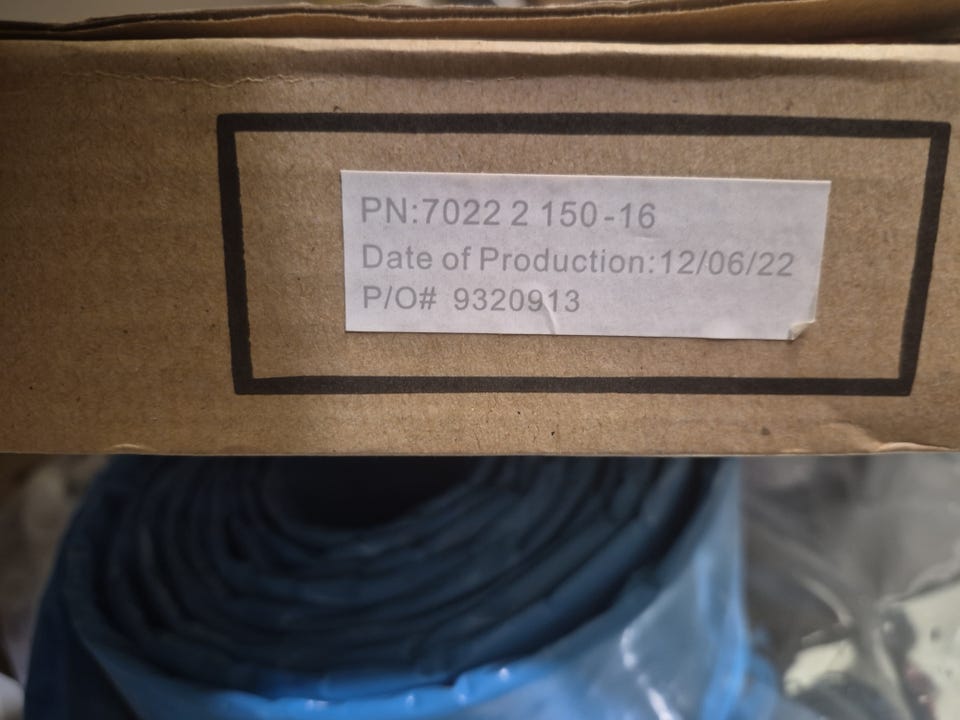 PN:7022 2 150-16
Date of Production:12/06/22
P/O# 9320913